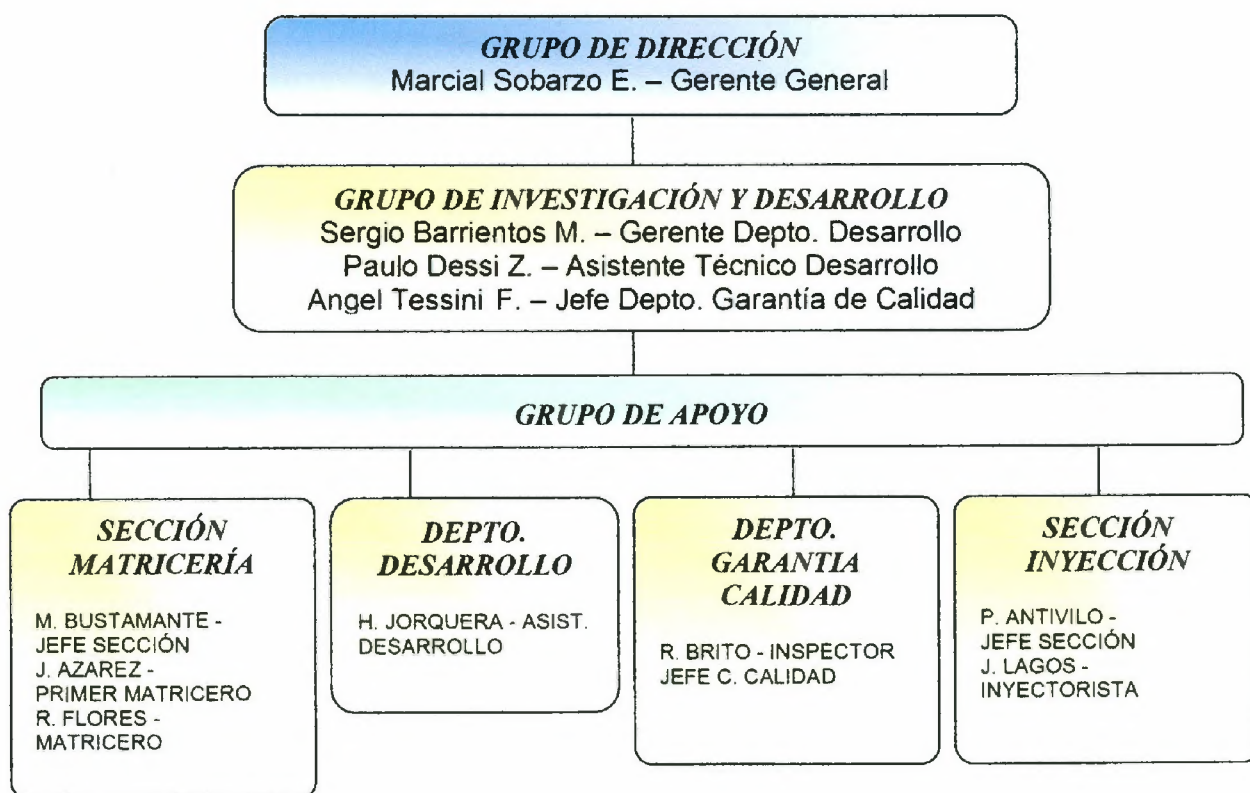 GRUPO DE DIRECCIÓN
Marcial Sobarzo E. – Gerente General
GRUPO DE INVESTIGACIÓN Y DESARROLLO
Sergio Barrientos M. – Gerente Depto. Desarrollo
Paulo Dessi Z. – Asistente Técnico Desarrollo
Angel Tessini F. – Jefe Depto. Garantía de Calidad
GRUPO DE APOYO
SECCIÓN
MATRICERÍA
M. BUSTAMANTE -
JEFE SECCIÓN
J. AZAREZ -
PRIMER MATRICERO
R. FLORES -
MATRICERO
DEPTO.
DESARROLLO
H. JORQUERA - ASIST.
DESARROLLO
DEPTO.
GARANTIA
CALIDAD
R. BRITO - INSPECTOR
JEFE C. CALIDAD
SECCIÓN
INYECCIÓN
P. ANTIVILO -
JEFE SECCIÓN
J. LAGOS -
INYECTORISTA